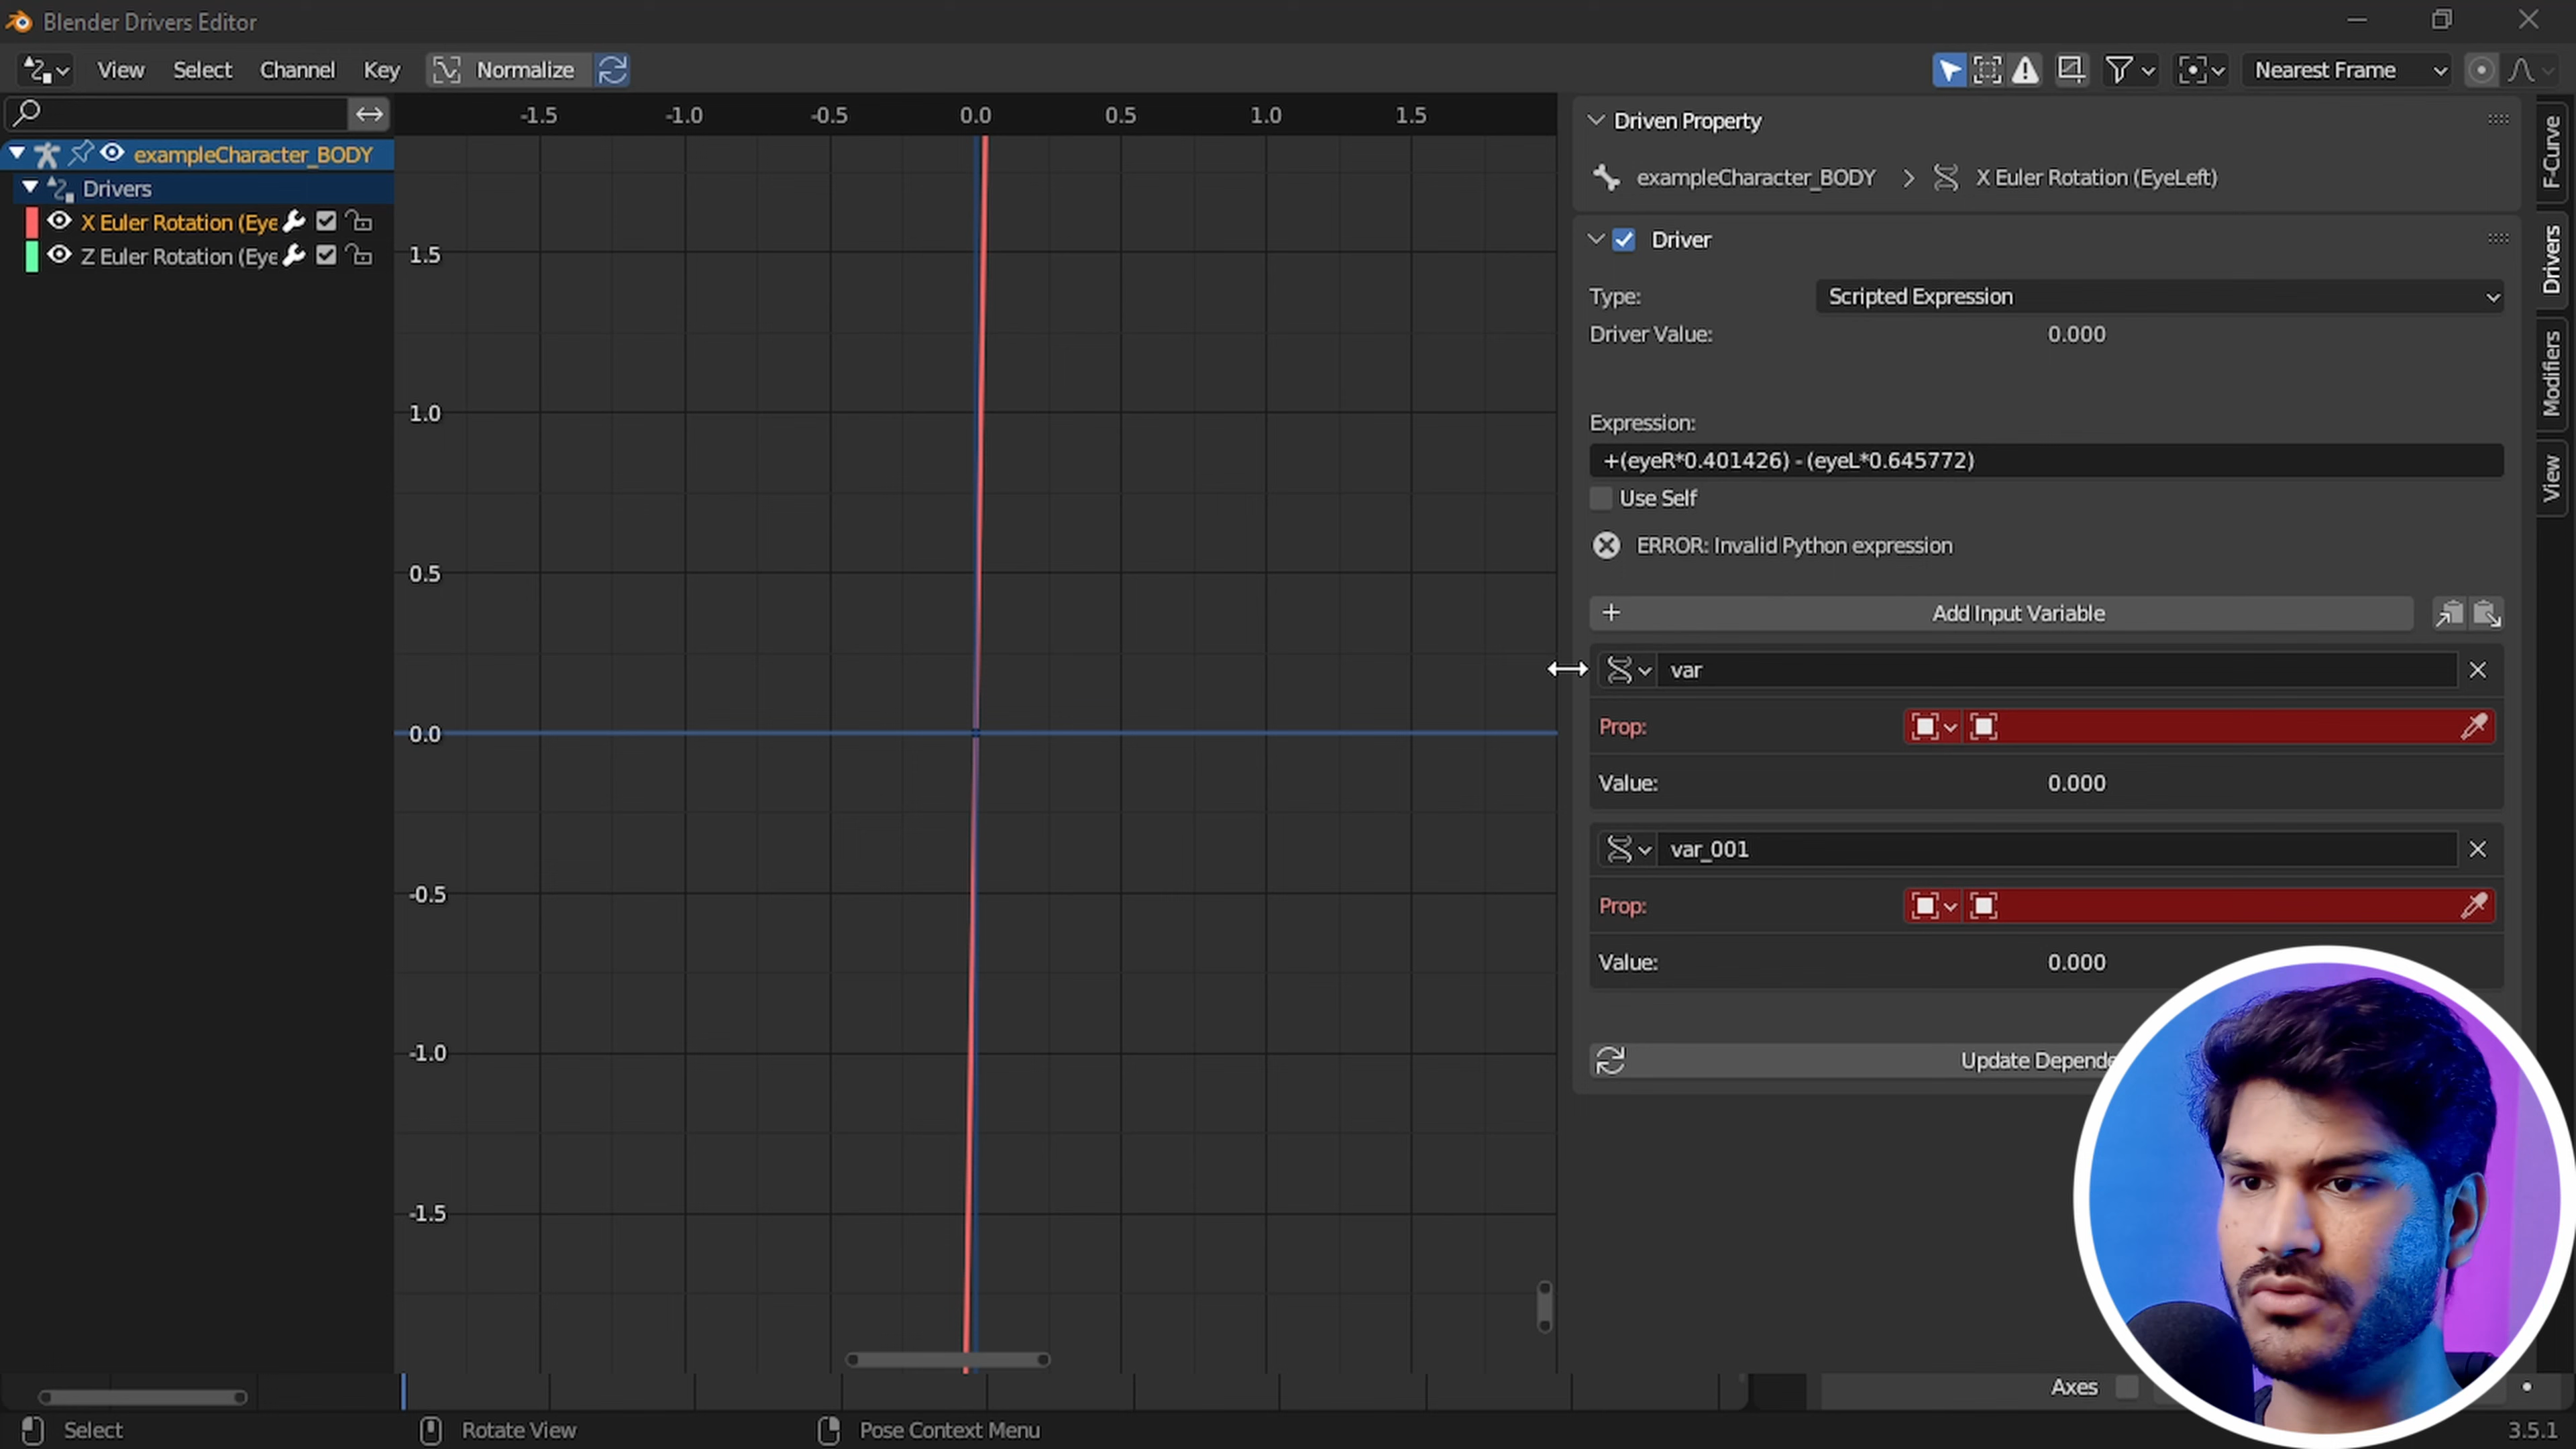 Blender Drivers Editor
View Select Channel Key Normalize Nearest Frame
-1.5 -1.0 -0.5 0.0 0.5 1.0 1.5
exampleCharacter_BODY
Drivers
X Euler Rotation (Eye
Z Euler Rotation (Eye
1.5
1.0
0.5
0.0
-0.5
-1.0
-1.5
Driven Property
exampleCharacter_BODY > X Euler Rotation (EyeLeft)
Driver
Type: Scripted Expression
Driver Value: 0.000
Expression:
+(eyeR*0.401426) - (eyeL*0.645772)
Use Self
ERROR: Invalid Python expression
+ Add Input Variable
var
Prop:
Value: 0.000
var_001
Prop:
Value: 0.000
Update Depende
Axes
F-Curve
Drivers
Modifiers
View
Select Rotate View Pose Context Menu 3.5.1